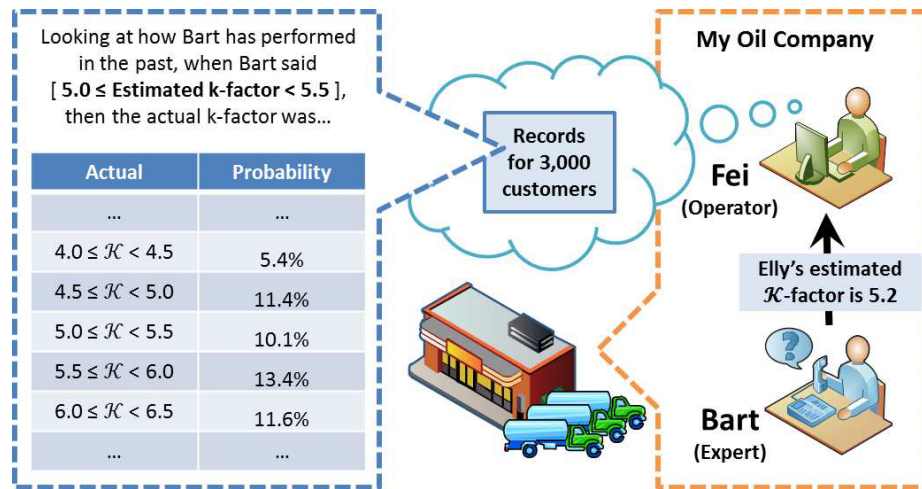 Looking at how Bart has performed
in the past, when Bart said
[ 5.0 ≤ Estimated k-factor < 5.5 ],
then the actual k-factor was…
Actual Probability
… …
4.0 ≤ 𝒦 < 4.5 5.4%
4.5 ≤ 𝒦 < 5.0 11.4%
5.0 ≤ 𝒦 < 5.5 10.1%
5.5 ≤ 𝒦 < 6.0 13.4%
6.0 ≤ 𝒦 < 6.5 11.6%
… …
Records
for 3,000
customers
My Oil Company
Fei
(Operator)
Elly's estimated
𝒦-factor is 5.2
?
Bart
(Expert)